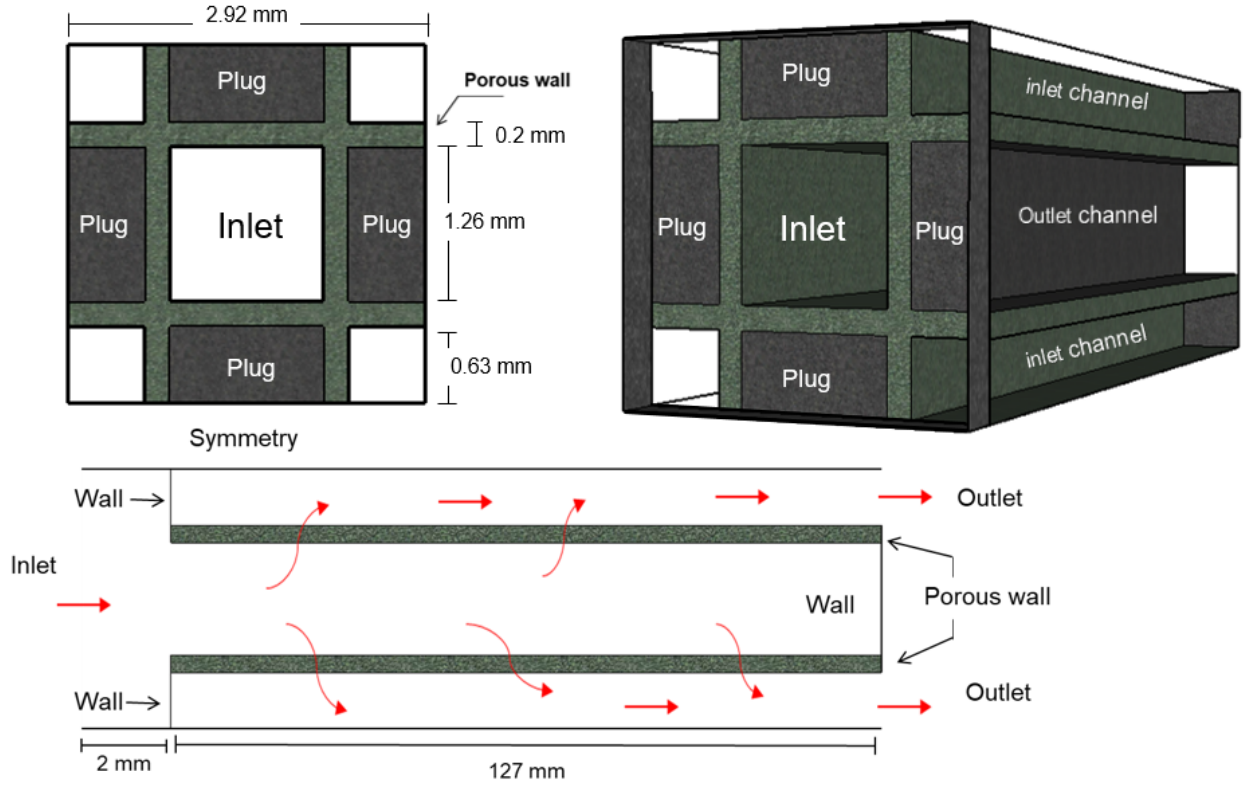 2.92 mm
Plug
Porous wall
0.2 mm
Plug
Inlet
Plug
1.26 mm
Plug
0.63 mm
Plug
inlet channel
Plug
Inlet
Plug
Outlet channel
Plug
inlet channel
Symmetry
Wall
Outlet
Inlet
Wall
Porous wall
Wall
Outlet
2 mm
127 mm